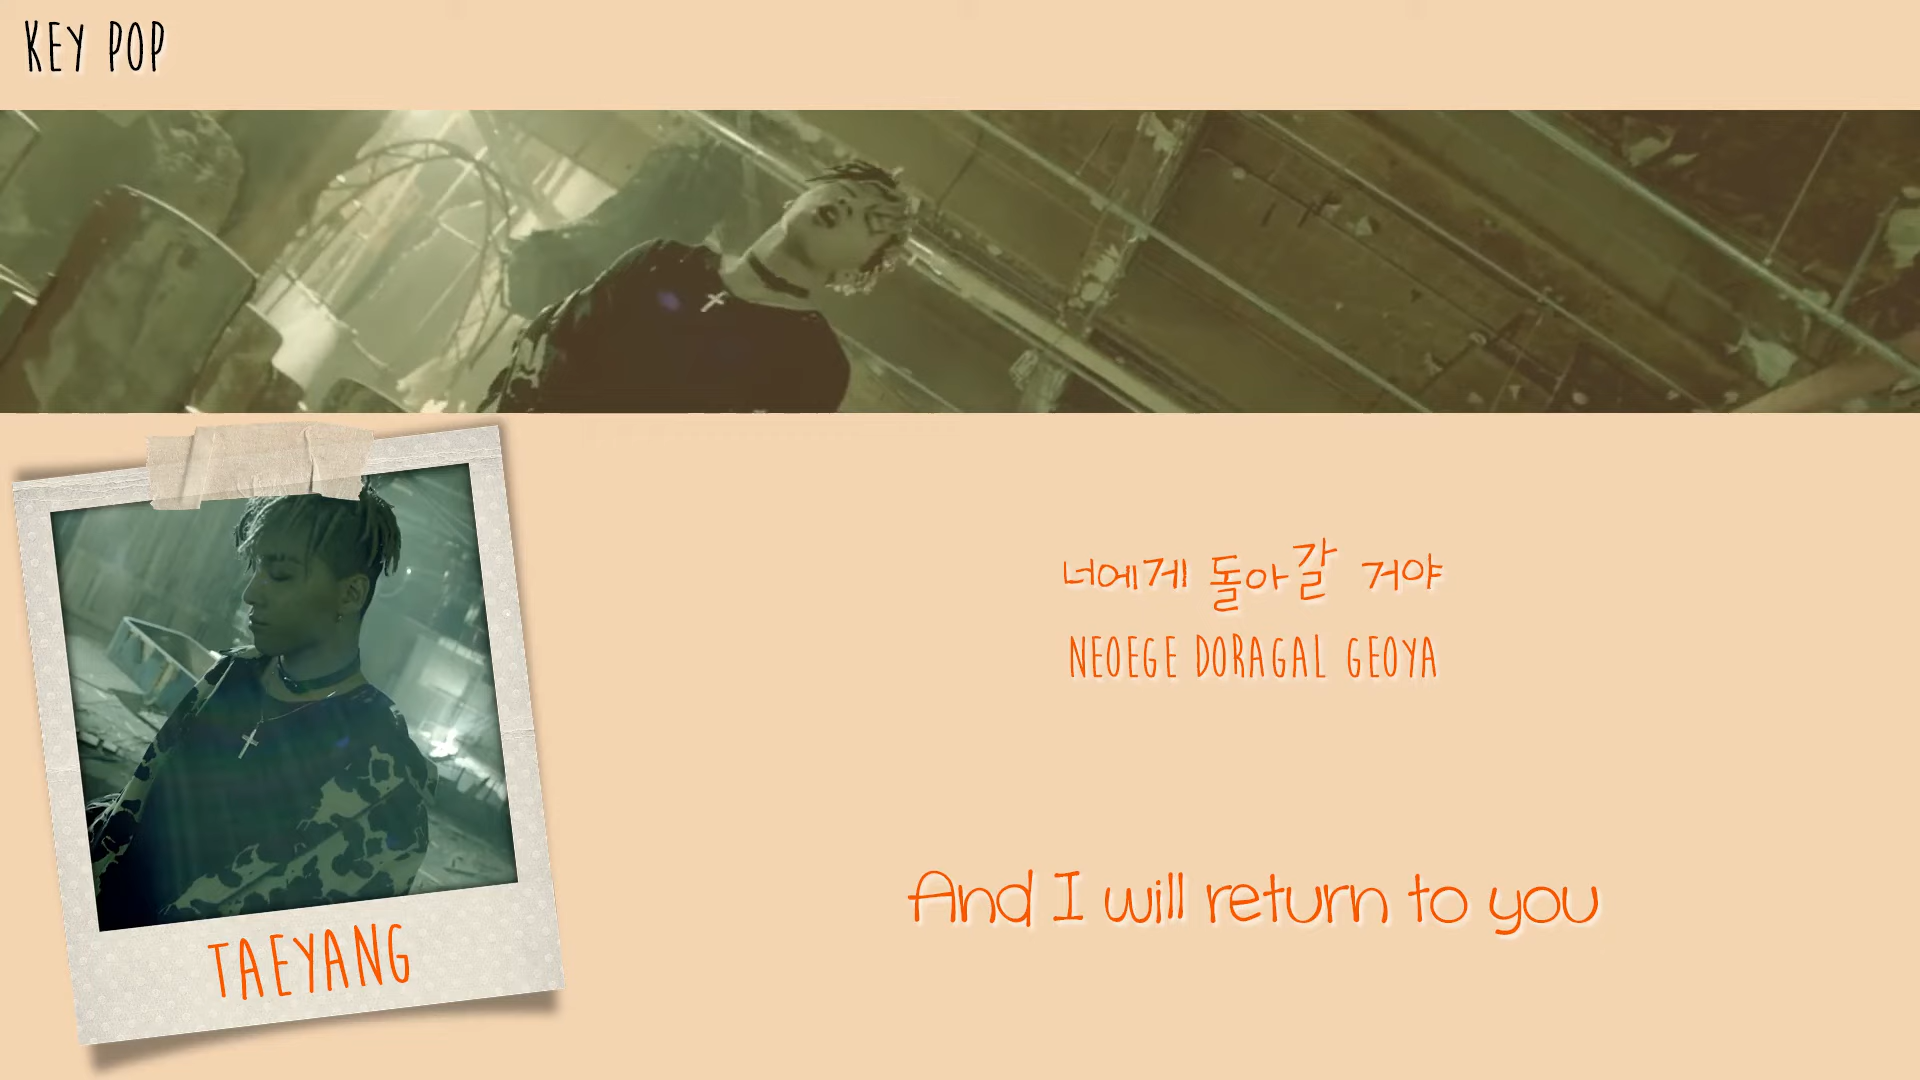 KEY POP
너에게 돌아갈 거야
NEOEGE DORAGAL GEOYA
And I will return to you
TAEYANG